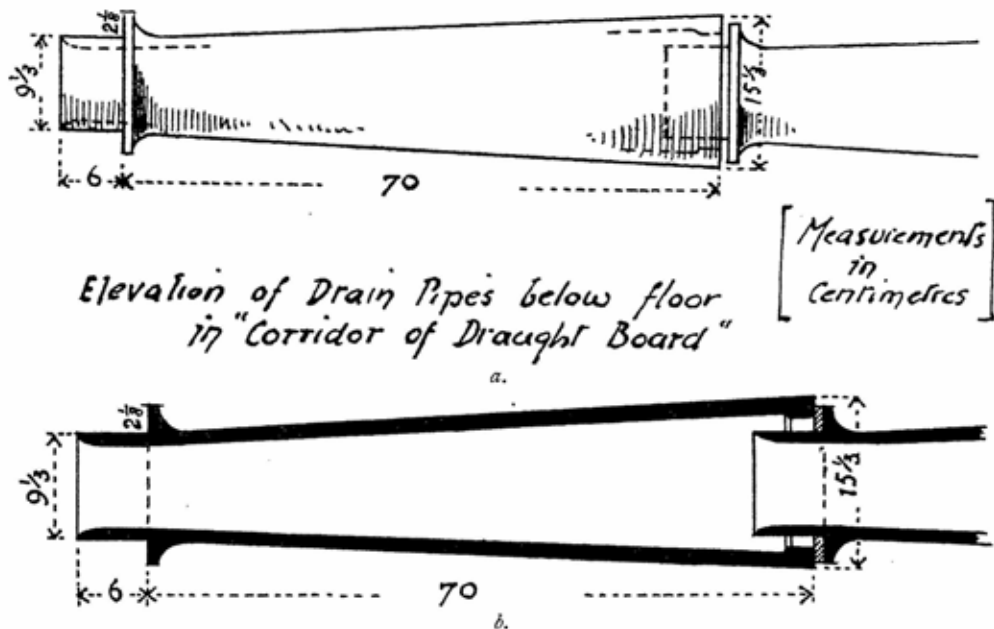 2⅛
9⅓
15⅓
6
70
[Measurements
in
Centimetres]
Elevation of Drain Pipes below floor
in "Corridor of Draught Board"
a.
2⅛
9⅓
15⅓
6
70
b.